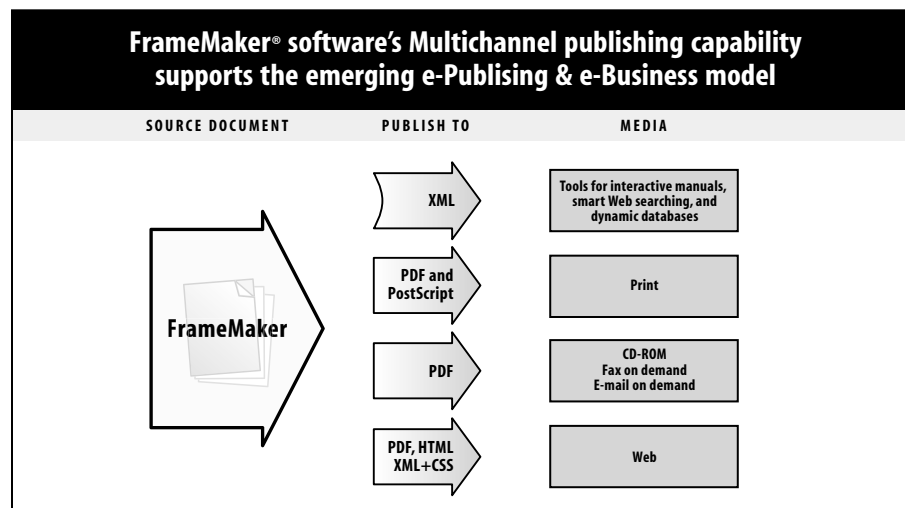 FrameMaker® software's Multichannel publishing capability
supports the emerging e-Publising & e-Business model
SOURCE DOCUMENT PUBLISH TO MEDIA
FrameMaker
XML
Tools for interactive manuals,
smart Web searching, and
dynamic databases
PDF and
PostScript
Print
PDF
CD-ROM
Fax on demand
E-mail on demand
PDF, HTML
XML+CSS
Web